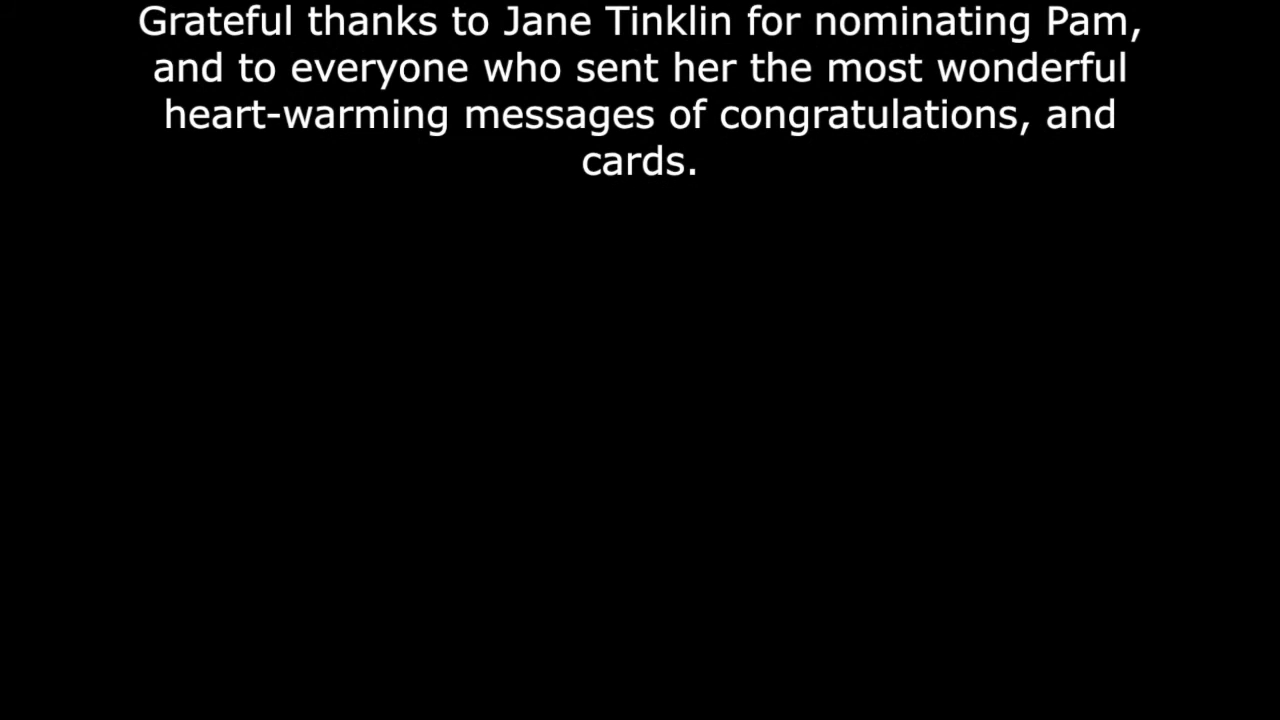 Grateful thanks to Jane Tinklin for nominating Pam,
and to everyone who sent her the most wonderful
heart-warming messages of congratulations, and
cards.